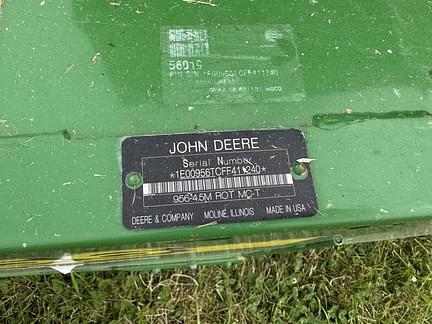 56019
JOHN DEERE
Serial Number
*1E00956TCFF411240*
956-4.5M ROT MC-T
DEERE & COMPANY MOLINE, ILLINOIS MADE IN USA